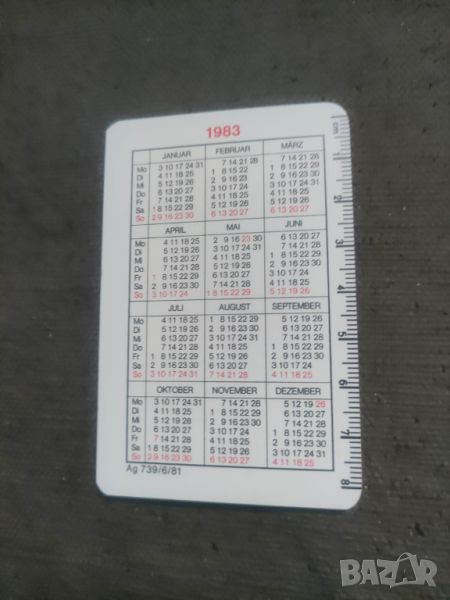 1983
JANUAR FEBRUAR MÄRZ
Mo 3 10 17 24 31 7 14 21 28 7 14 21 28
Di 4 11 18 25 1 8 15 22 1 8 15 22 29
Mi 5 12 19 26 2 9 16 23 2 9 16 23 30
Do 6 13 20 27 3 10 17 24 3 10 17 24 31
Fr 7 14 21 28 4 11 18 25 4 11 18 25
Sa 1 8 15 22 29 5 12 19 26 5 12 19 26
So 2 9 16 23 30 6 13 20 27 6 13 20 27
APRIL MAI JUNI
Mo 4 11 18 25 2 9 16 23 30 6 13 20 27
Di 5 12 19 26 3 10 17 24 31 7 14 21 28
Mi 6 13 20 27 4 11 18 25 1 8 15 22 29
Do 7 14 21 28 5 12 19 26 2 9 16 23 30
Fr 1 8 15 22 29 6 13 20 27 3 10 17 24
Sa 2 9 16 23 30 7 14 21 28 4 11 18 25
So 3 10 17 24 1 8 15 22 29 5 12 19 26
JULI AUGUST SEPTEMBER
Mo 4 11 18 25 1 8 15 22 29 5 12 19 26
Di 5 12 19 26 2 9 16 23 30 6 13 20 27
Mi 6 13 20 27 3 10 17 24 31 7 14 21 28
Do 7 14 21 28 4 11 18 25 1 8 15 22 29
Fr 1 8 15 22 29 5 12 19 26 2 9 16 23 30
Sa 2 9 16 23 30 6 13 20 27 3 10 17 24
So 3 10 17 24 31 7 14 21 28 4 11 18 25
OKTOBER NOVEMBER DEZEMBER
Mo 3 10 17 24 31 7 14 21 28 5 12 19 26
Di 4 11 18 25 1 8 15 22 29 6 13 20 27
Mi 5 12 19 26 2 9 16 23 30 7 14 21 28
Do 6 13 20 27 3 10 17 24 1 8 15 22 29
Fr 7 14 21 28 4 11 18 25 2 9 16 23 30
Sa 1 8 15 22 29 5 12 19 26 3 10 17 24 31
So 2 9 16 23 30 6 13 20 27 4 11 18 25
Ag 739/6/81
cm 1 2 3 4 5 6 7 8
BAZAR